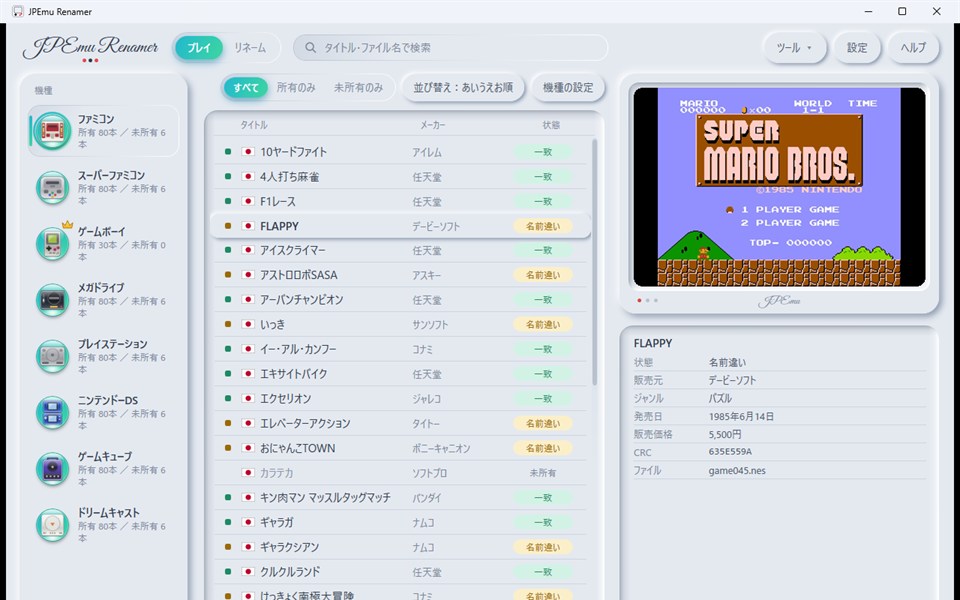 JPEmu Renamer
JPEmu Renamer
プレイ
リネーム
タイトル・ファイル名で検索
ツール
設定
ヘルプ
機種
ファミコン
所有 80本 ／ 未所有 6
本
スーパーファミコン
所有 80本 ／ 未所有 6
本
ゲームボーイ
所有 30本 ／ 未所有 0
本
メガドライブ
所有 80本 ／ 未所有 6
本
プレイステーション
所有 80本 ／ 未所有 6
本
ニンテンドーDS
所有 80本 ／ 未所有 6
本
ゲームキューブ
所有 80本 ／ 未所有 6
本
ドリームキャスト
所有 80本 ／ 未所有 6
本
すべて
所有のみ
未所有のみ
並び替え：あいうえお順
機種の設定
タイトル メーカー 状態
10ヤードファイト アイレム 一致
4人打ち麻雀 任天堂 一致
F1レース 任天堂 一致
FLAPPY デービーソフト 名前違い
アイスクライマー 任天堂 一致
アストロロボSASA アスキー 名前違い
アーバンチャンピオン 任天堂 一致
いっき サンソフト 名前違い
イー・アル・カンフー コナミ 一致
エキサイトバイク 任天堂 一致
エクセリオン ジャレコ 一致
エレベーターアクション タイトー 名前違い
おにゃんこTOWN ポニーキャニオン 名前違い
カラテカ ソフトプロ 未所有
キン肉マン マッスルタッグマッチ バンダイ 一致
ギャラガ ナムコ 一致
ギャラクシアン ナムコ 名前違い
クルクルランド 任天堂 一致
けっきょく南極大冒険 コナミ 名前違い
MARIO WORLD TIME
000000 x00 1-1
SUPER
MARIO BROS.
©1985 NINTENDO
1 PLAYER GAME
2 PLAYER GAME
TOP- 000000
JPEmu
FLAPPY
状態 名前違い
販売元 デービーソフト
ジャンル パズル
発売日 1985年6月14日
販売価格 5,500円
CRC 635E559A
ファイル game045.nes